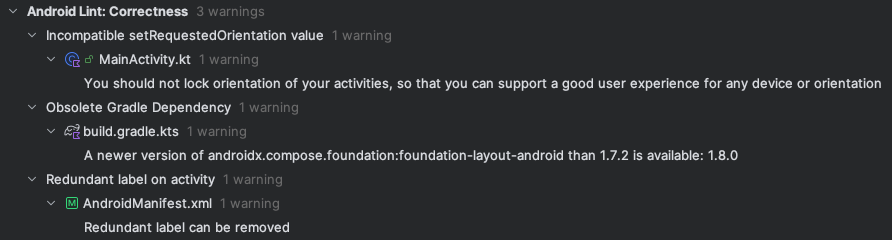 Android Lint: Correctness 3 warnings
Incompatible setRequestedOrientation value 1 warning
MainActivity.kt 1 warning
You should not lock orientation of your activities, so that you can support a good user experience for any device or orientation
Obsolete Gradle Dependency 1 warning
build.gradle.kts 1 warning
A newer version of androidx.compose.foundation:foundation-layout-android than 1.7.2 is available: 1.8.0
Redundant label on activity 1 warning
M AndroidManifest.xml 1 warning
Redundant label can be removed